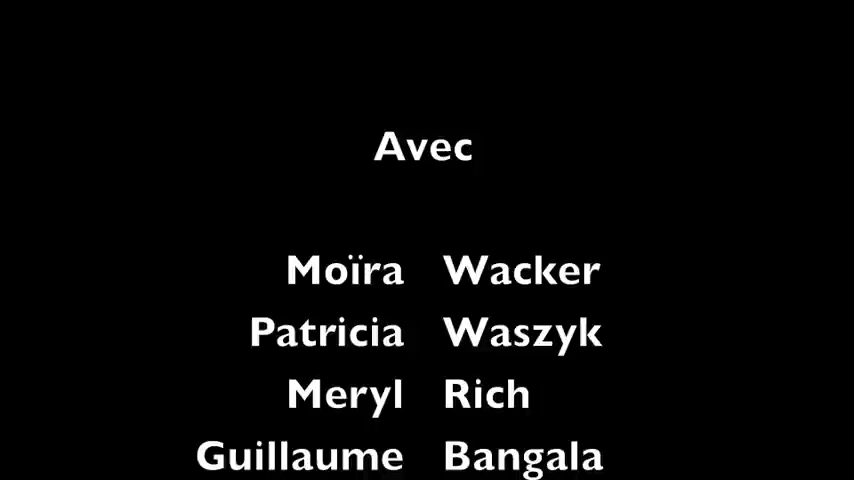 Avec
Moïra Wacker
Patricia Waszyk
Meryl Rich
Guillaume Bangala